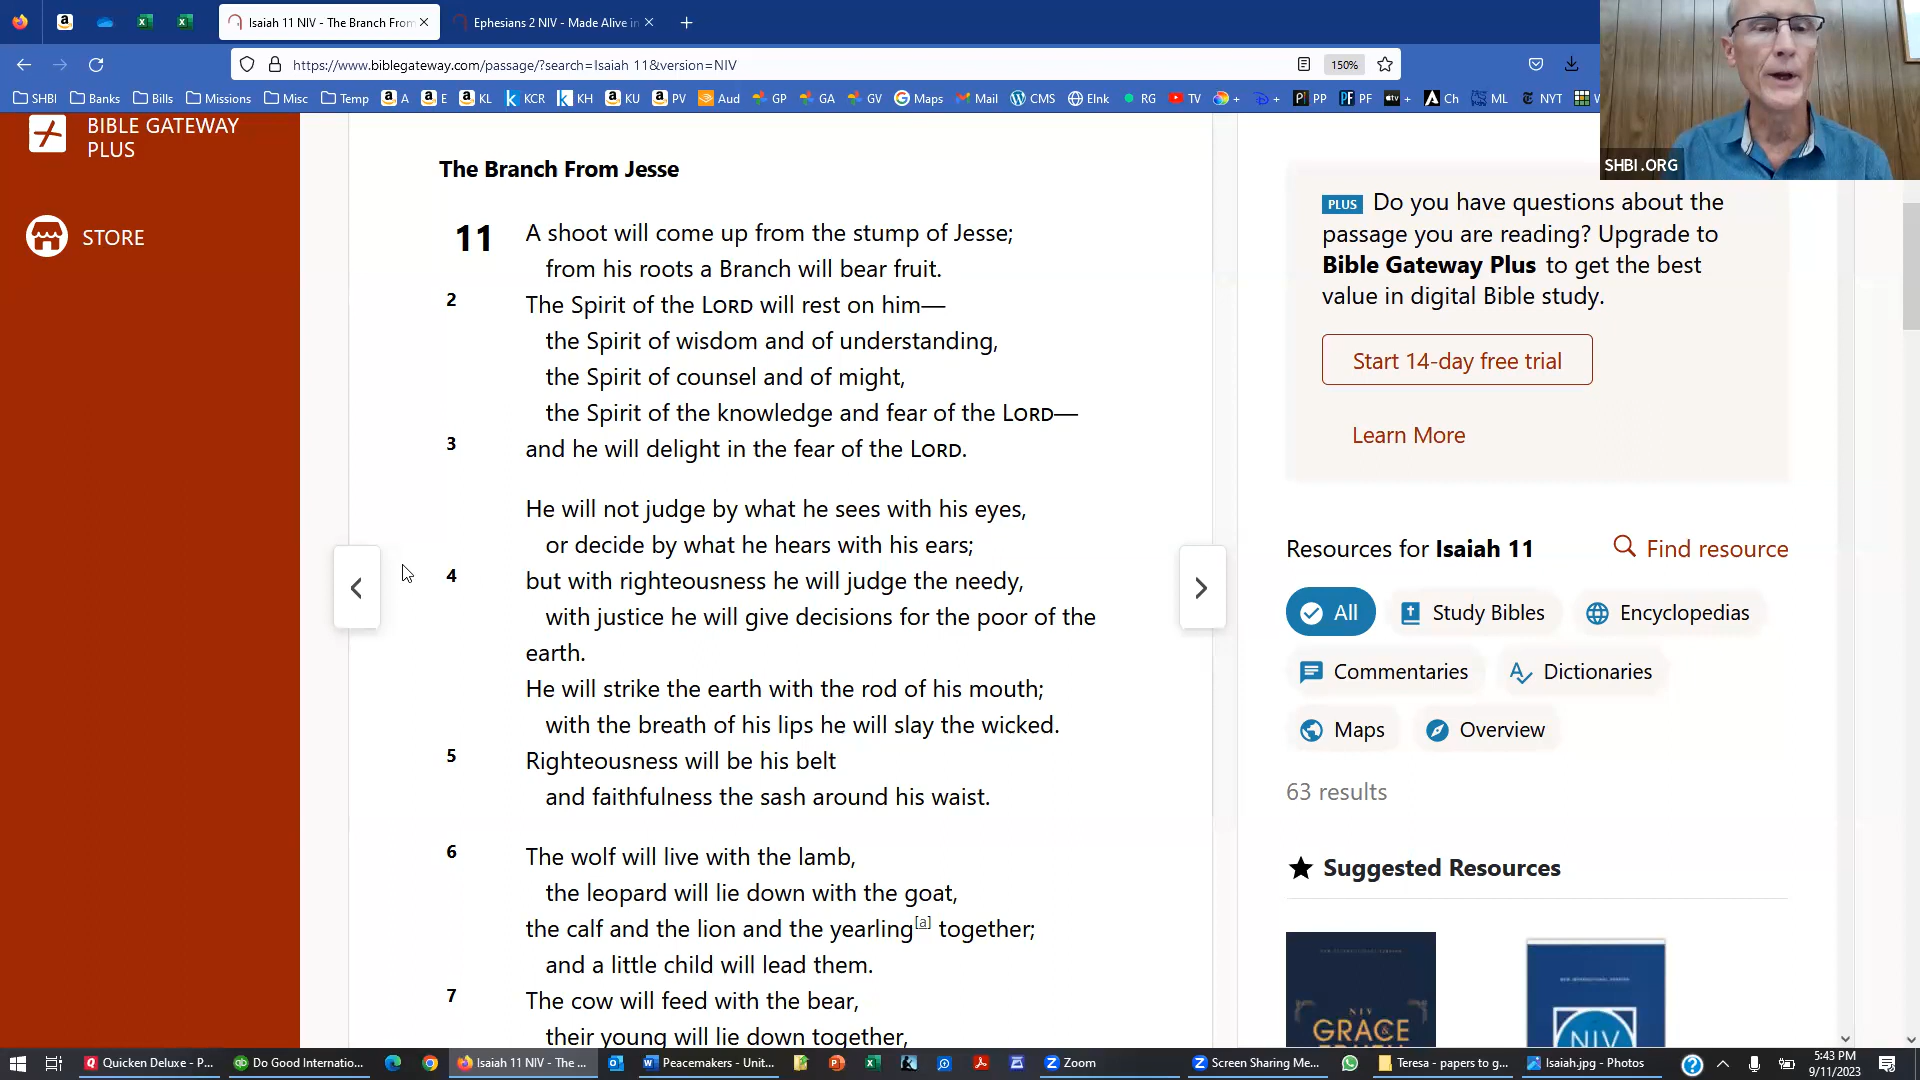 Isaiah 11 NIV - The Branch From
Ephesians 2 NIV - Made Alive in
https://www.biblegateway.com/passage/?search=Isaiah 11&version=NIV
150%
SHBI Banks Bills Missions Misc Temp A E KL KCR KH KU PV Aud GP GA GV Maps Mail CMS EInk RG TV + + PP PF + Ch ML NYT
SHBI.ORG
BIBLE GATEWAY
PLUS
STORE
The Branch From Jesse
11 A shoot will come up from the stump of Jesse;
from his roots a Branch will bear fruit.
2 The Spirit of the LORD will rest on him—
the Spirit of wisdom and of understanding,
the Spirit of counsel and of might,
the Spirit of the knowledge and fear of the LORD—
3 and he will delight in the fear of the LORD.
He will not judge by what he sees with his eyes,
or decide by what he hears with his ears;
4 but with righteousness he will judge the needy,
with justice he will give decisions for the poor of the
earth.
He will strike the earth with the rod of his mouth;
with the breath of his lips he will slay the wicked.
5 Righteousness will be his belt
and faithfulness the sash around his waist.
6 The wolf will live with the lamb,
the leopard will lie down with the goat,
the calf and the lion and the yearling[a] together;
and a little child will lead them.
7 The cow will feed with the bear,
their young will lie down together,
PLUS Do you have questions about the
passage you are reading? Upgrade to
Bible Gateway Plus to get the best
value in digital Bible study.
Start 14-day free trial
Learn More
Resources for Isaiah 11 Find resource
All Study Bibles Encyclopedias
Commentaries Dictionaries
Maps Overview
63 results
Suggested Resources
NIV
GRACE
NIV
Quicken Deluxe - P...
Do Good Internatio...
Isaiah 11 NIV - The ...
Peacemakers - Unit...
Zoom
Screen Sharing Me...
Teresa - papers to g...
Isaiah.jpg - Photos
5:43 PM
9/11/2023